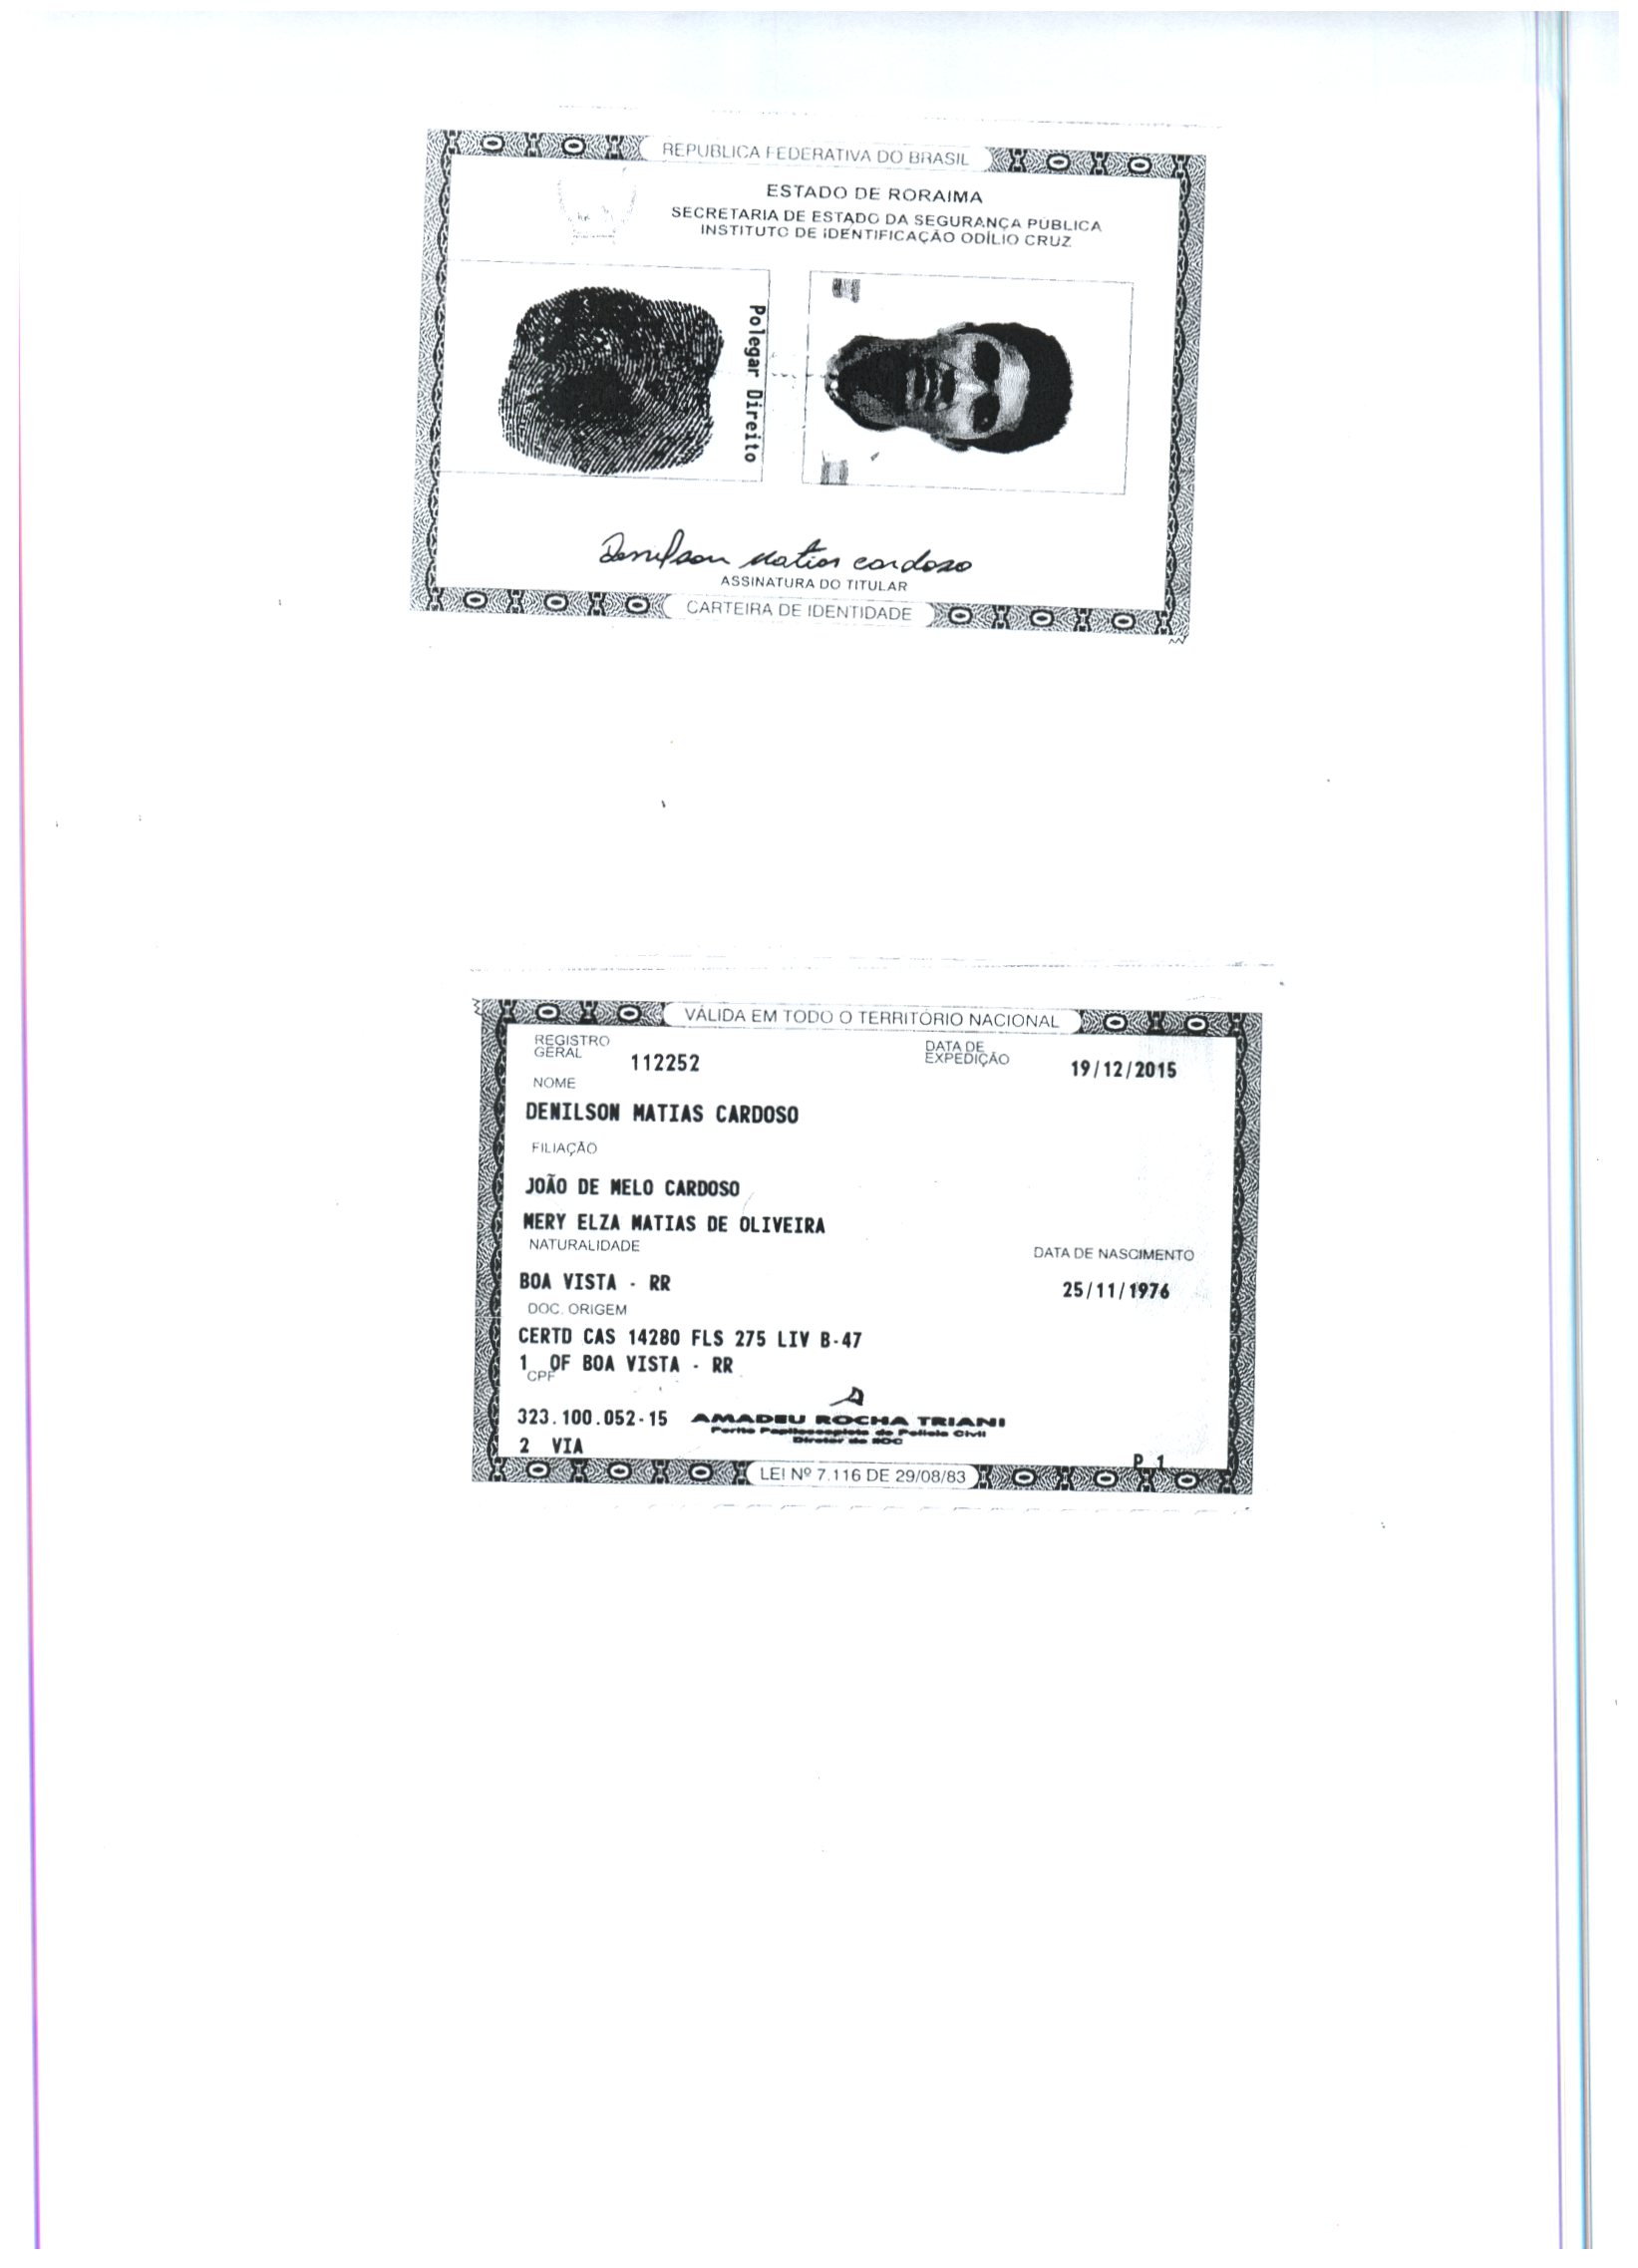 REPÚBLICA FEDERATIVA DO BRASIL
ESTADO DE RORAIMA
SECRETARIA DE ESTADO DA SEGURANÇA PÚBLICA
INSTITUTO DE IDENTIFICAÇÃO ODÍLIO CRUZ
Polegar Direito
Denilson Matias Cardoso
ASSINATURA DO TITULAR
CARTEIRA DE IDENTIDADE
VÁLIDA EM TODO O TERRITÓRIO NACIONAL
REGISTRO GERAL 112252 DATA DE EXPEDIÇÃO 19/12/2015
NOME
DENILSON MATIAS CARDOSO
FILIAÇÃO
JOÃO DE MELO CARDOSO
MERY ELZA MATIAS DE OLIVEIRA
NATURALIDADE DATA DE NASCIMENTO
BOA VISTA - RR 25/11/1976
DOC. ORIGEM
CERTD CAS 14280 FLS 275 LIV B-47
1 OF BOA VISTA - RR
CPF
323.100.052-15 AMADEU ROCHA TRIANI
Perito Papiloscopista de Polícia Civil
2 VIA
P 1
LEI Nº 7.116 DE 29/08/83